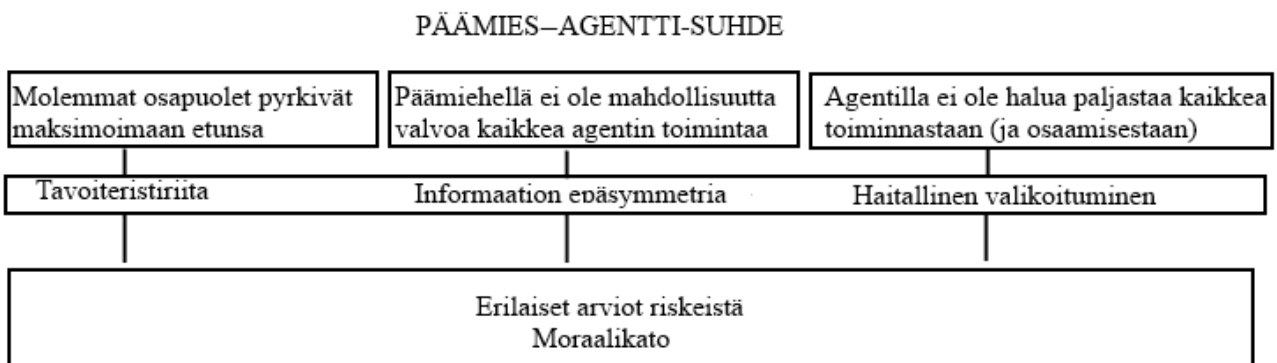 PÄÄMIES–AGENTTI-SUHDE
Molemmat osapuolet pyrkivät
maksimoimaan etunsa
Päämiehellä ei ole mahdollisuutta
valvoa kaikkea agentin toimintaa
Agentilla ei ole halua paljastaa kaikkea
toiminnastaan (ja osaamisestaan)
Tavoiteristiriita
Informaation epäsymmetria
Haitallinen valikoituminen
Erilaiset arviot riskeistä
Moraalikato